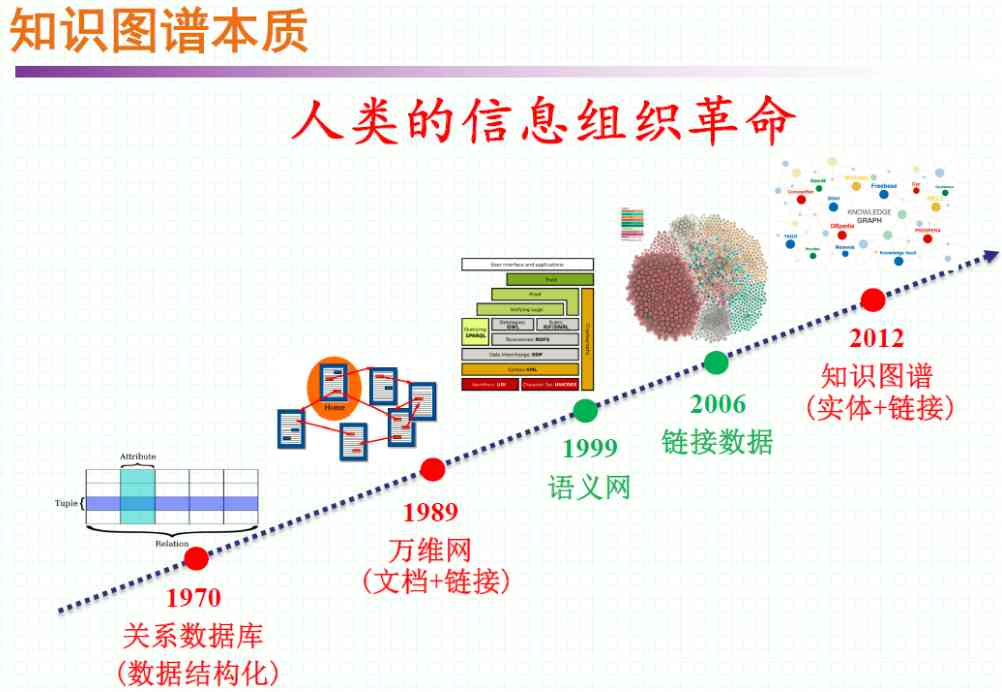 知识图谱本质
人类的信息组织革命
KNOWLEDGE
GRAPH
Freebase
DBpedia
Knowledge Vault
User interface and applications
Trust
Proof
Unifying Logic
Querying:
SPARQL
Ontologies:
OWL
Rules:
RIF/SWRL
Taxonomies: RDFS
Data interchange: RDF
Syntax: XML
Identifiers: URI
Character Set: UNICODE
Cryptography
2012
知识图谱
(实体+链接)
2006
链接数据
1999
语义网
Home
1989
万维网
(文档+链接)
Attribute
Tuple
Relation
1970
关系数据库
(数据结构化)